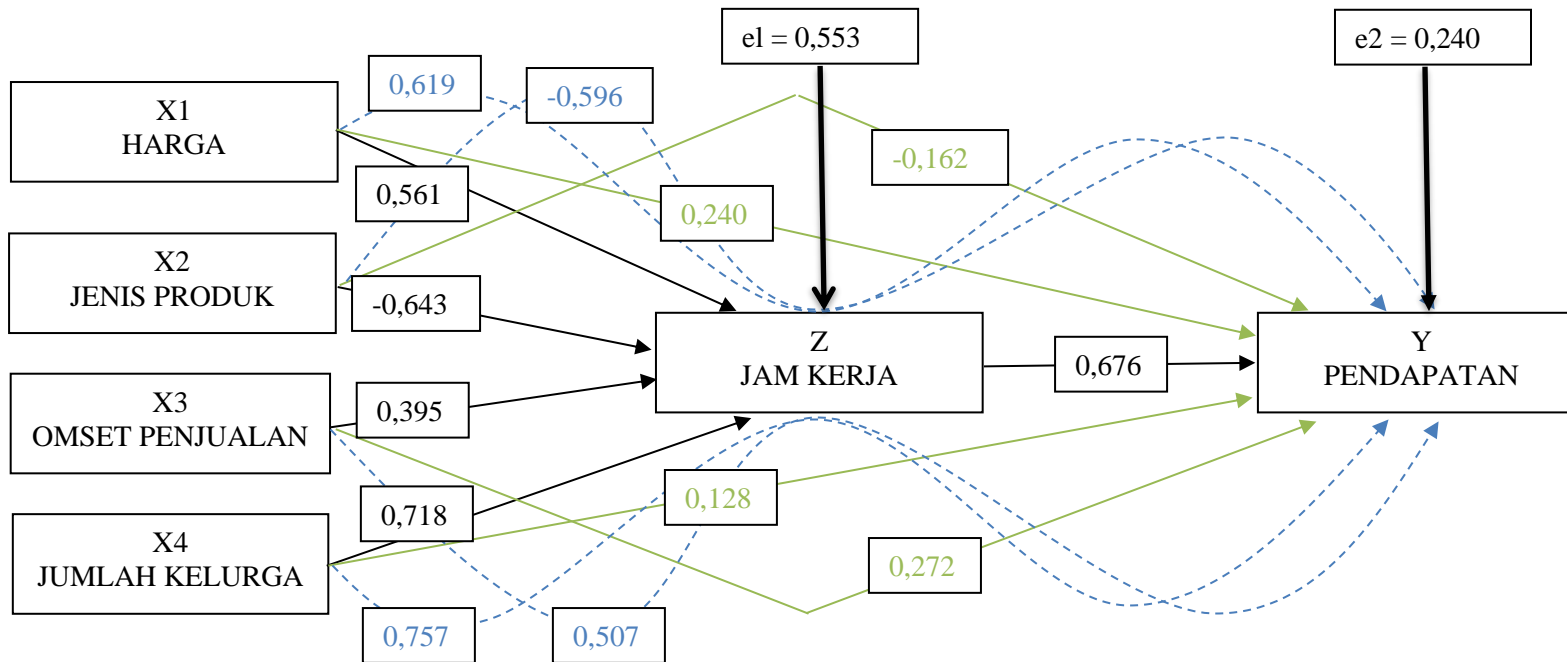 e1 = 0,553
e2 = 0,240
0,619
-0,596
X1
HARGA
-0,162
0,561
0,240
X2
JENIS PRODUK
-0,643
Z
JAM KERJA
0,676
Y
PENDAPATAN
X3
OMSET PENJUALAN
0,395
0,718
0,128
X4
JUMLAH KELURGA
0,272
0,757
0,507